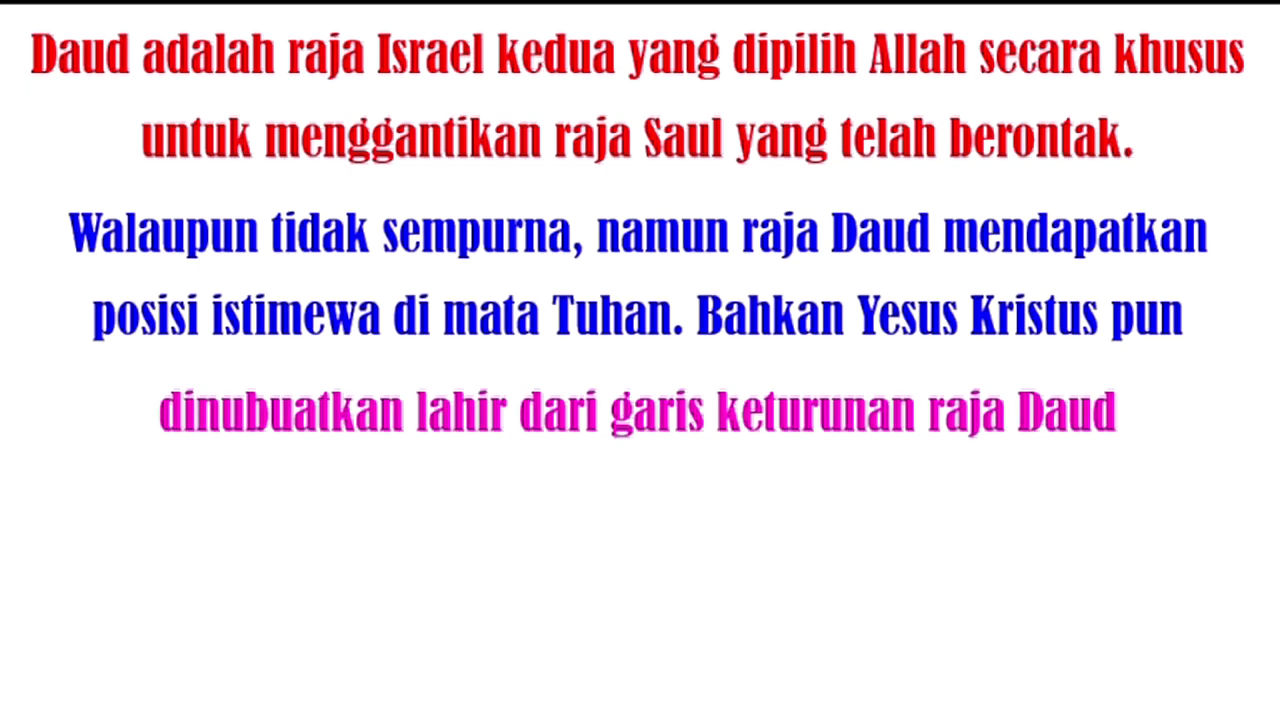 Daud adalah raja Israel kedua yang dipilih Allah secara khusus
untuk menggantikan raja Saul yang telah berontak.
Walaupun tidak sempurna, namun raja Daud mendapatkan
posisi istimewa di mata Tuhan. Bahkan Yesus Kristus pun
dinubuatkan lahir dari garis keturunan raja Daud